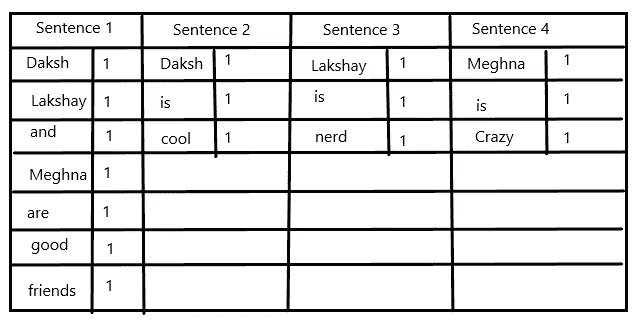 Sentence 1 Sentence 2 Sentence 3 Sentence 4
Daksh 1 Daksh 1 Lakshay 1 Meghna 1
Lakshay 1 is 1 is 1 is 1
and 1 cool 1 nerd 1 Crazy 1
Meghna 1
are 1
good 1
friends 1